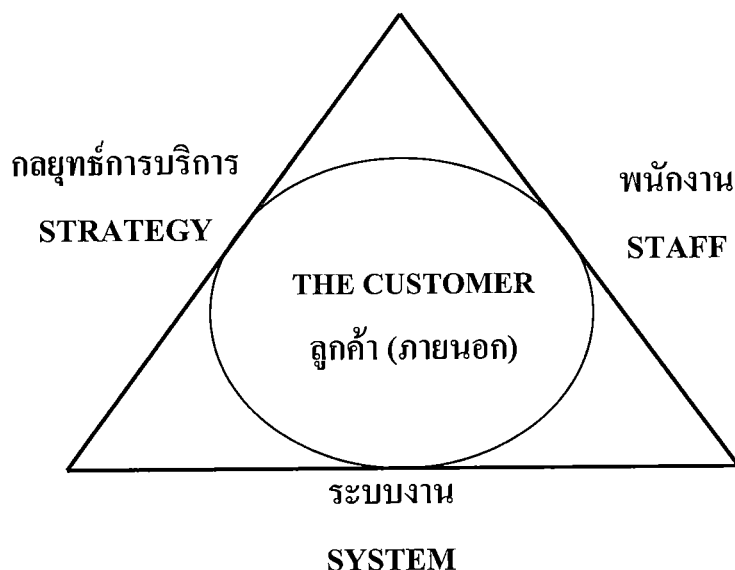 กลยุทธ์การบริการ
STRATEGY
พนักงาน
STAFF
THE CUSTOMER
ลูกค้า (ภายนอก)
ระบบงาน
SYSTEM